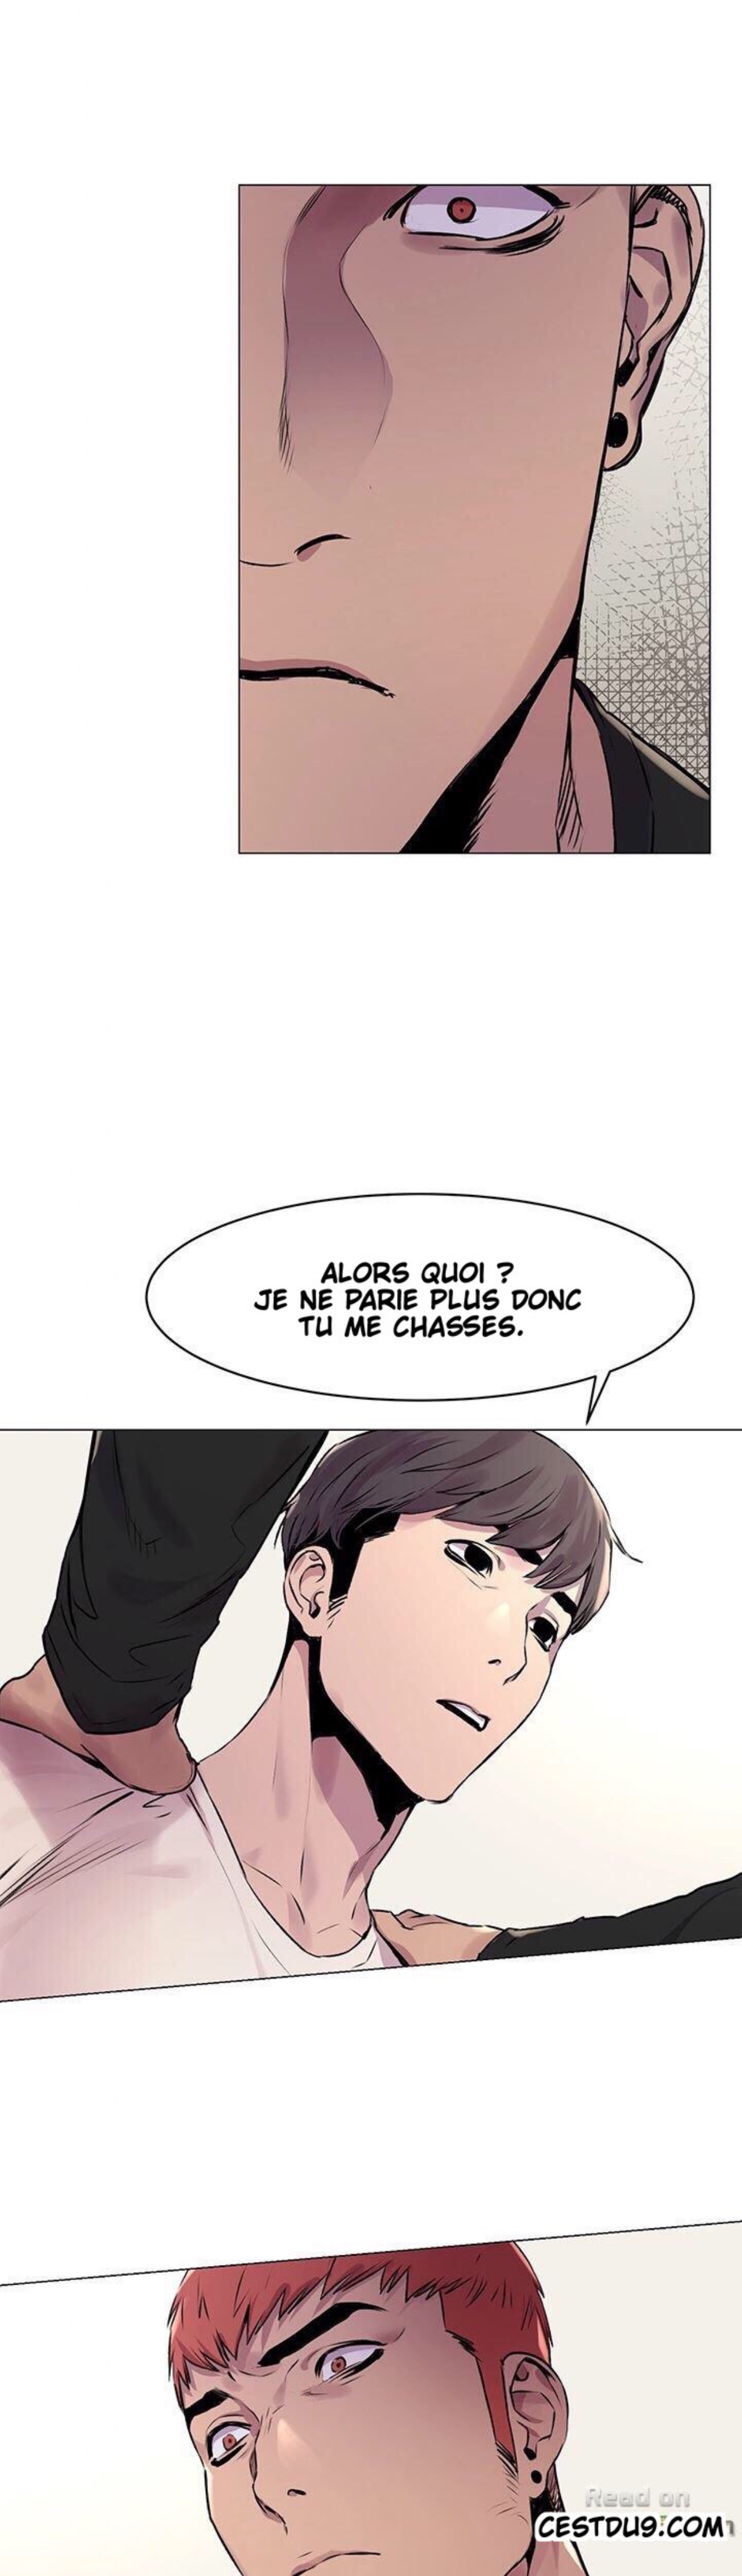 ALORS QUOI ?
JE NE PARIE PLUS DONC
TU ME CHASSES.
Read on
CESTDU9.COM